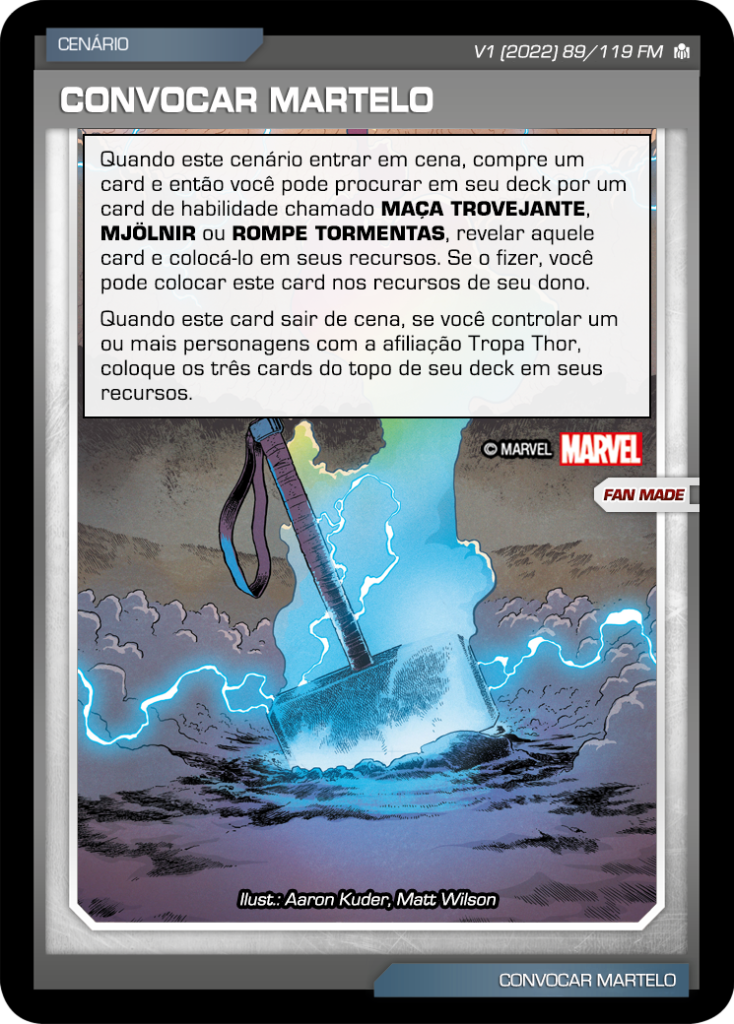 CENÁRIO
V1 (2022) 89/119 FM
CONVOCAR MARTELO
Quando este cenário entrar em cena, compre um
card e então você pode procurar em seu deck por um
card de habilidade chamado MAÇA TROVEJANTE,
MJÖLNIR ou ROMPE TORMENTAS, revelar aquele
card e colocá-lo em seus recursos. Se o fizer, você
pode colocar este card nos recursos de seu dono.
Quando este card sair de cena, se você controlar um
ou mais personagens com a afiliação Tropa Thor,
coloque os três cards do topo de seu deck em seus
recursos.
© MARVEL MARVEL
FAN MADE
Ilust.: Aaron Kuder, Matt Wilson
CONVOCAR MARTELO